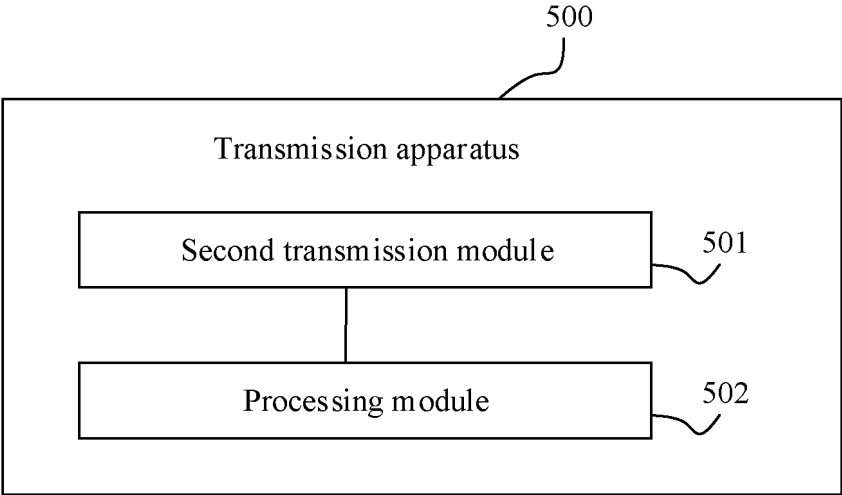 500
Transmission apparatus
Second transmission module
501
Processing module
502